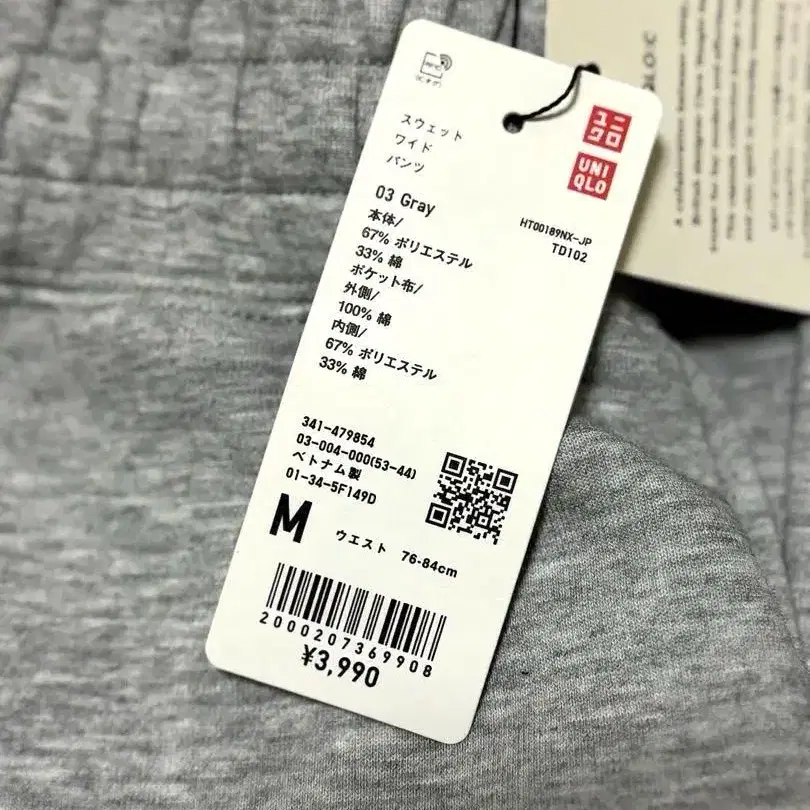 スウェット
ワイド
パンツ
ユニ
クロ
UNI
QLO
03 Gray
HT00189NX-JP
TD102
本体/
67% ポリエステル
33% 綿
ポケット布/
外側/
100% 綿
内側/
67% ポリエステル
33% 綿
341-479854
03-004-000(53-44)
ベトナム製
01-34-5F149D
M ウエスト 76-84cm
2000207369908
¥3,990